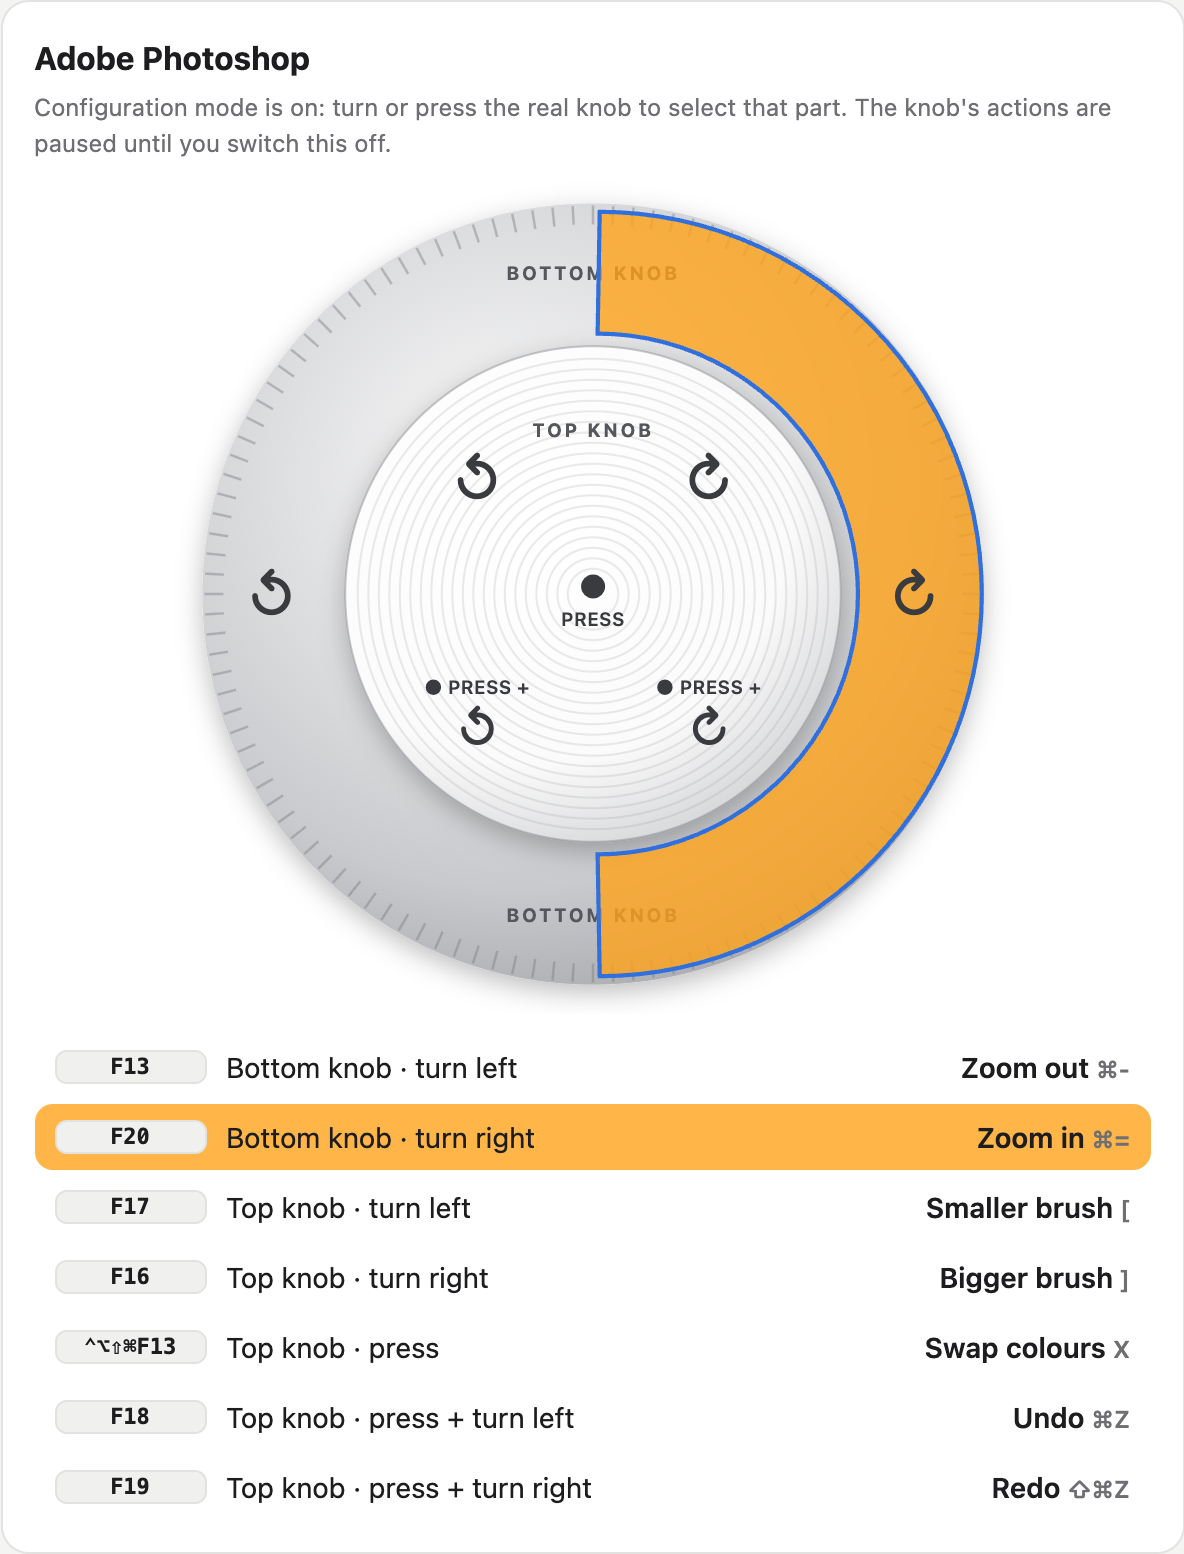 Adobe Photoshop
Configuration mode is on: turn or press the real knob to select that part. The knob's actions are
paused until you switch this off.
BOTTOM KNOB
TOP KNOB
PRESS
PRESS +
PRESS +
BOTTOM KNOB
F13 Bottom knob · turn left Zoom out ⌘-
F20 Bottom knob · turn right Zoom in ⌘=
F17 Top knob · turn left Smaller brush [
F16 Top knob · turn right Bigger brush ]
^⌥⇧⌘F13 Top knob · press Swap colours X
F18 Top knob · press + turn left Undo ⌘Z
F19 Top knob · press + turn right Redo ⇧⌘Z